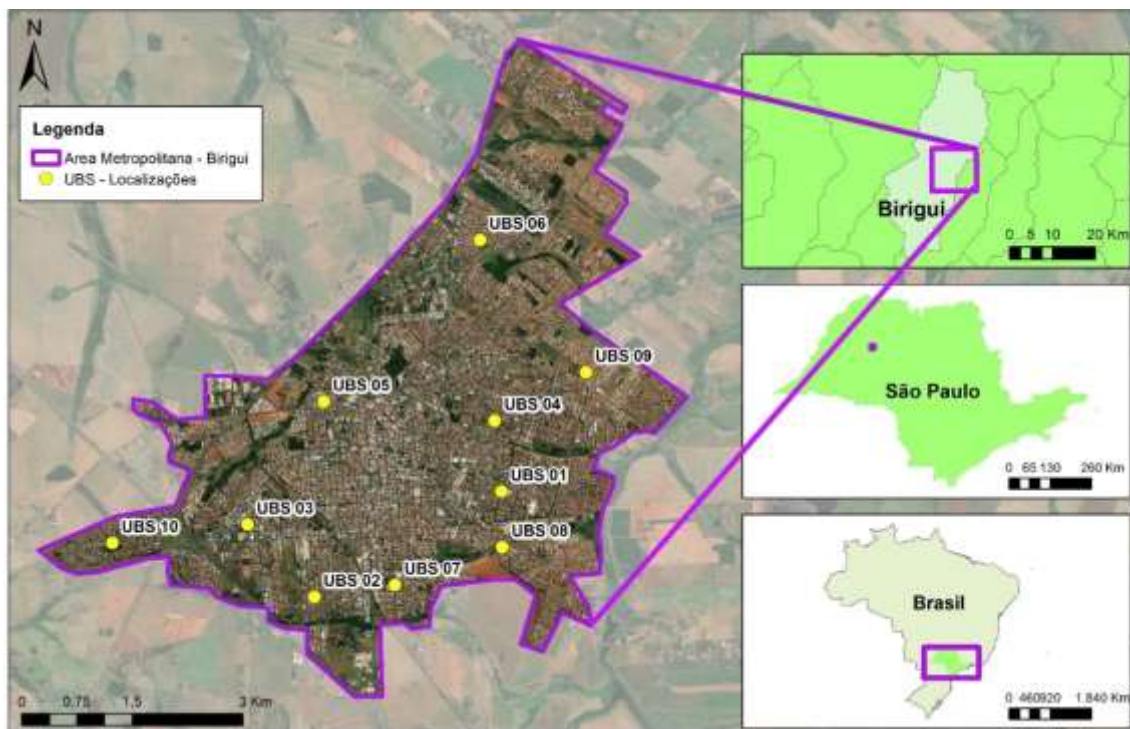 N
Legenda
Area Metropolitana - Birigui
UBS - Localizações
UBS 06
UBS 09
UBS 05
UBS 04
UBS 01
UBS 03
UBS 10
UBS 08
UBS 07
UBS 02
0 0.75 1,5 3 Km
Birigui
0 5 10 20 Km
São Paulo
0 65 130 260 Km
Brasil
0 460920 1.840 Km